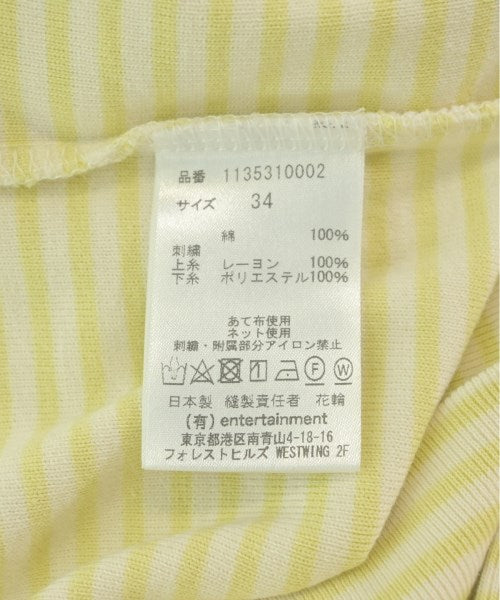 品番 1135310002
サイズ 34
綿 100%
刺繍
上糸 レーヨン 100%
下糸 ポリエステル100%
あて布使用
ネット使用
刺繍・附属部分アイロン禁止
日本製 縫製責任者 花輪
(有) entertainment
東京都港区南青山4-18-16
フォレストヒルズ WESTWING 2F